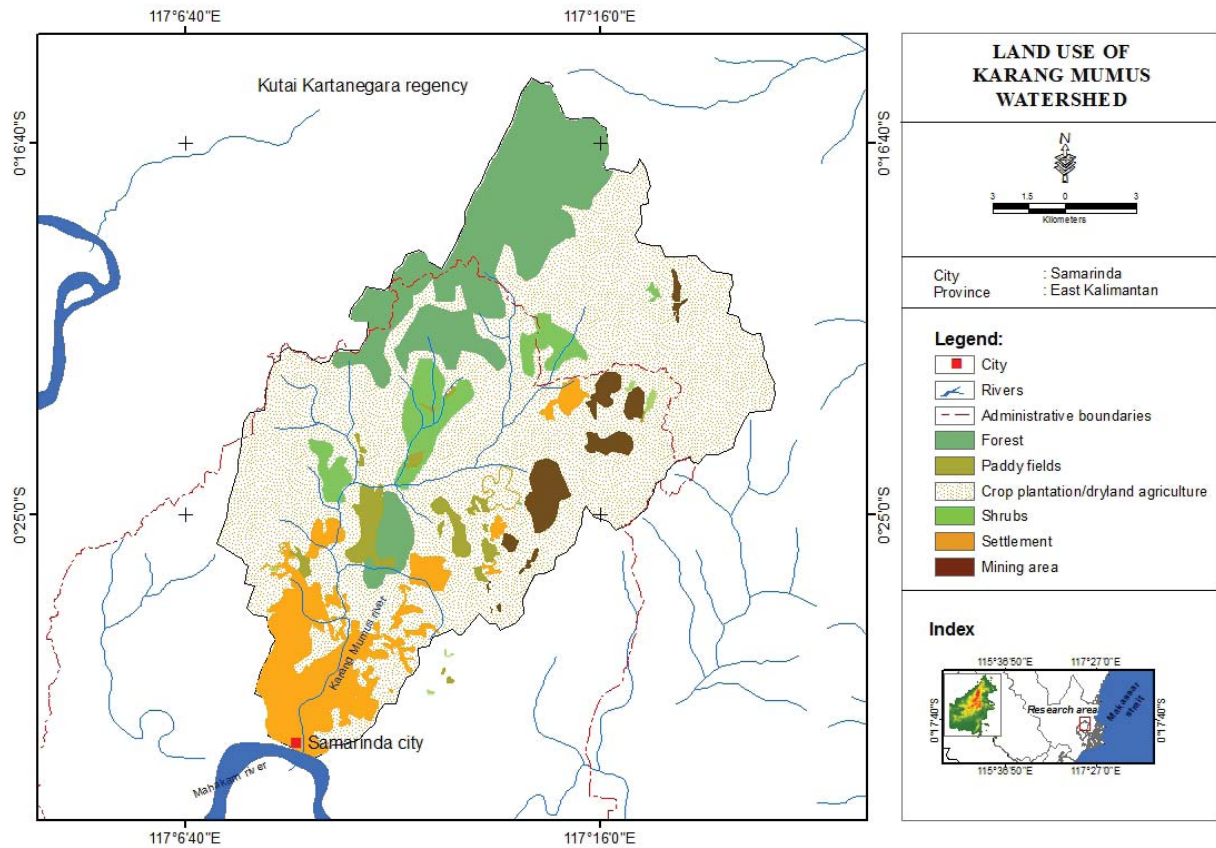 117°6'40"E
117°16'0"E
Kutai Kartanegara regency
0°16'40"S
0°16'40"S
0°25'0"S
0°25'0"S
Karang Mumus river
Samarinda city
Mahakam river
117°6'40"E
117°16'0"E
LAND USE OF
KARANG MUMUS
WATERSHED
N
3 1.5 0 3
Kilometers
City : Samarinda
Province : East Kalimantan
Legend:
City
Rivers
Administrative boundaries
Forest
Paddy fields
Crop plantation/dryland agriculture
Shrubs
Settlement
Mining area
Index
115°36'50"E 117°27'0"E
0°17'40"S
Research area
Makassar
strait
0°17'40"S
115°36'50"E 117°27'0"E